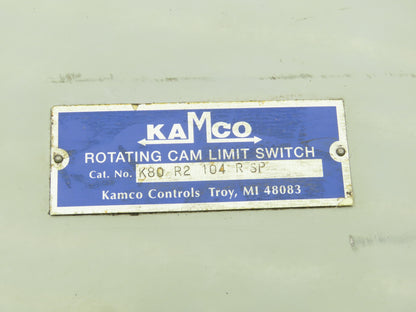 KAMCO
ROTATING CAM LIMIT SWITCH
Cat. No. K80 R2 104 R SP
Kamco Controls Troy, MI 48083